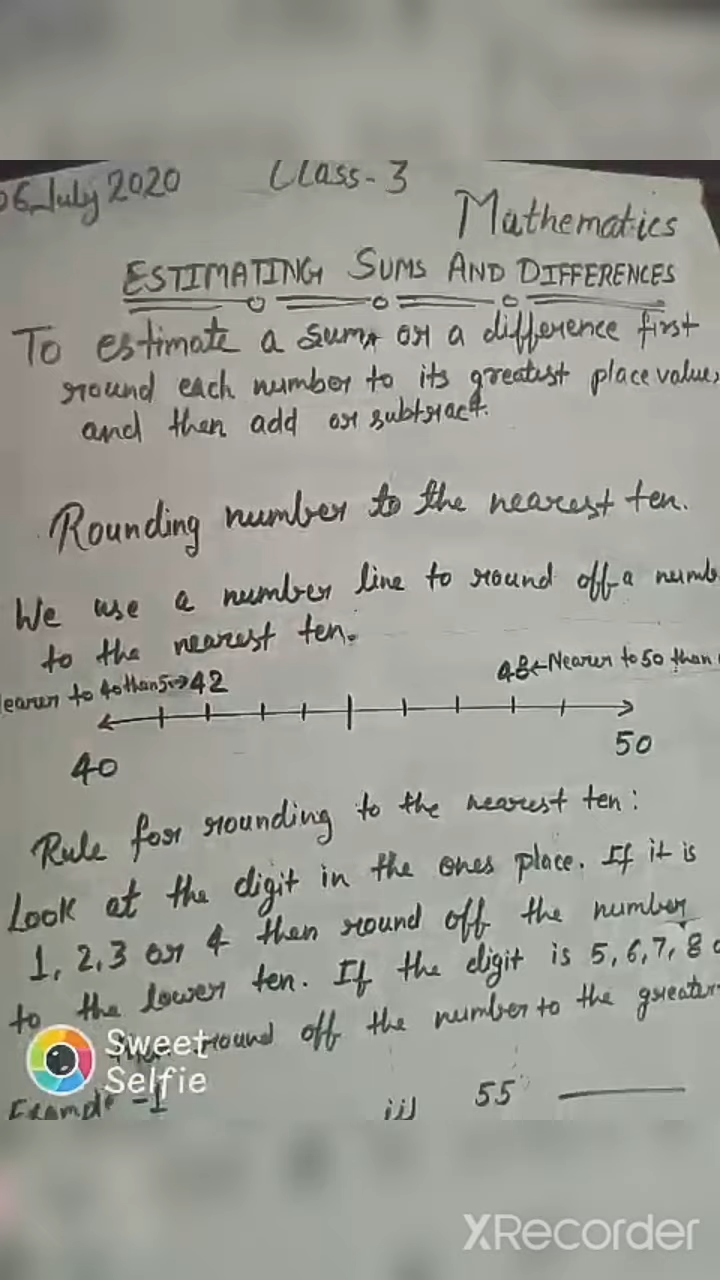 06 July 2020 Class-3
Mathematics
ESTIMATING SUMS AND DIFFERENCES
To estimate a sum or a difference first
round each number to its greatest place value,
and then add or subtract.
Rounding number to the nearest ten.
We use a number line to round off a numb
to the nearest ten.
earer to 40 than 50→42 48←Nearer to 50 than
40 50
Rule for rounding to the nearest ten:
Look at the digit in the ones place. If it is
1, 2, 3 or 4 then round off the number
to the lower ten. If the digit is 5, 6, 7, 8
round off the number to the greater
Sweet
Selfie
Example-1 ii) 55
XRecorder